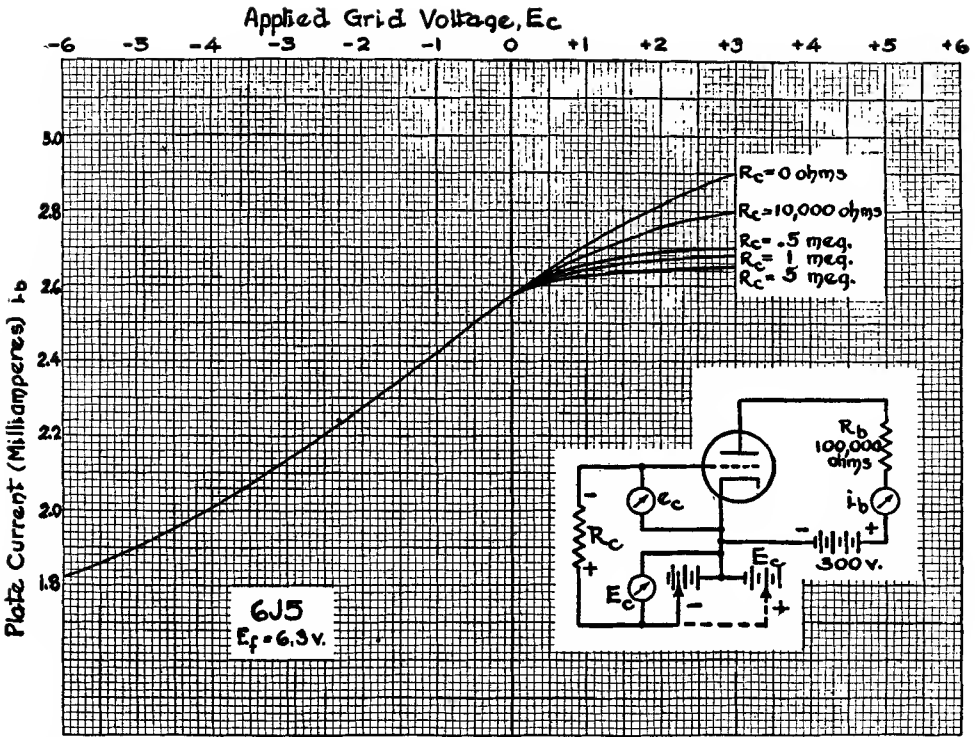 Applied Grid Voltage, Ec
-6 -3 -4 -3 -2 -1 0 +1 +2 +3 +4 +5 +6
Plate Current (Milliamperes) ib
3.0
2.8
2.6
2.4
2.2
2.0
1.8
Rc=0 ohms
Rc=10,000 ohms
Rc= .5 meg.
Rc= 1 meg.
Rc= 5 meg.
6J5
Ef=6.3v.
Rb
100,000
ohms
ec
ib
Rc
- +
300 v.
Ec
Ec
- +
- +